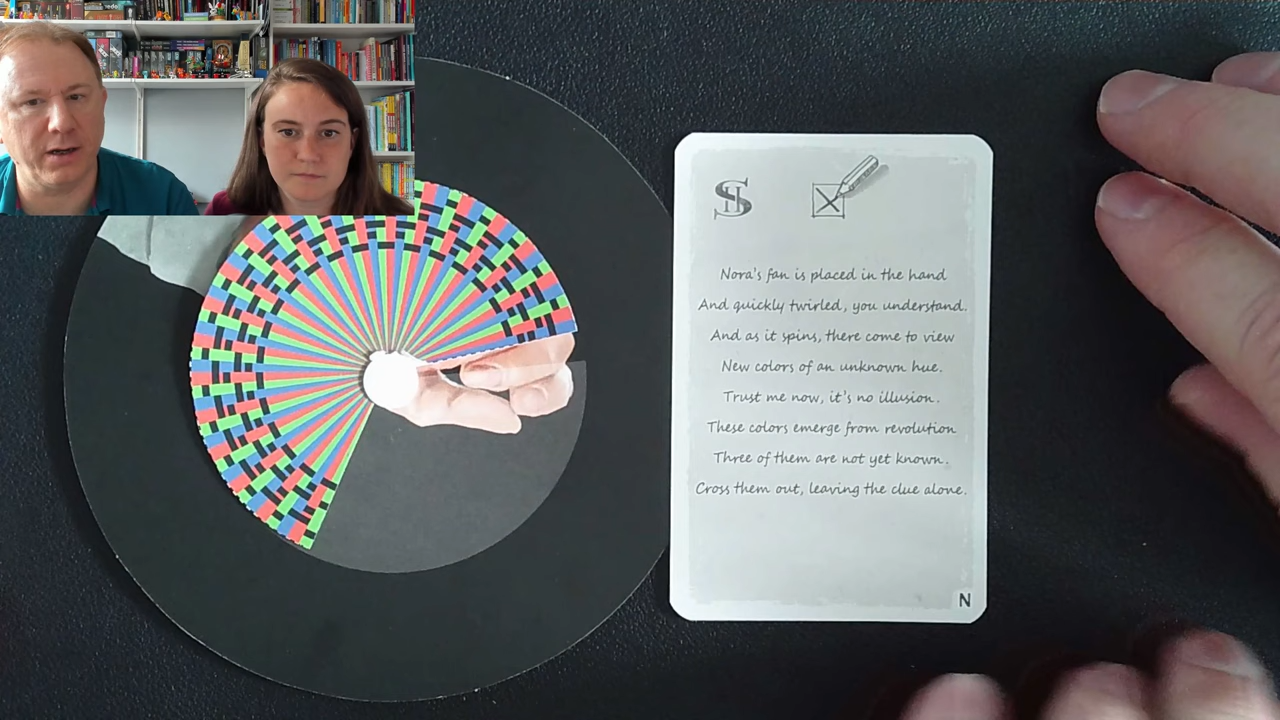 Nora's fan is placed in the hand
And quickly twirled, you understand.
And as it spins, there come to view
New colors of an unknown hue.
Trust me now, it's no illusion.
These colors emerge from revolution
Three of them are not yet known.
Cross them out, leaving the clue alone.
N